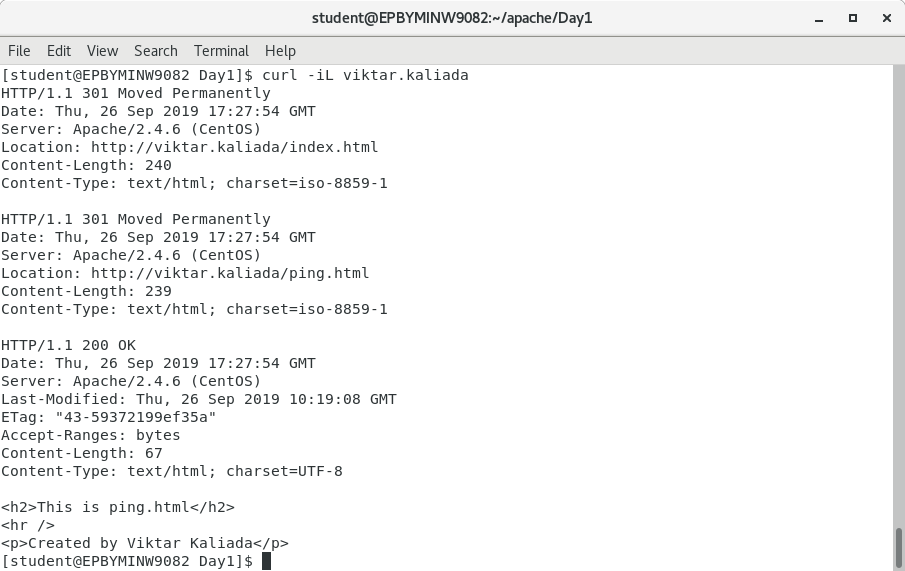 student@EPBYMINW9082:~/apache/Day1
File Edit View Search Terminal Help
[student@EPBYMINW9082 Day1]$ curl -iL viktar.kaliada
HTTP/1.1 301 Moved Permanently
Date: Thu, 26 Sep 2019 17:27:54 GMT
Server: Apache/2.4.6 (CentOS)
Location: http://viktar.kaliada/index.html
Content-Length: 240
Content-Type: text/html; charset=iso-8859-1

HTTP/1.1 301 Moved Permanently
Date: Thu, 26 Sep 2019 17:27:54 GMT
Server: Apache/2.4.6 (CentOS)
Location: http://viktar.kaliada/ping.html
Content-Length: 239
Content-Type: text/html; charset=iso-8859-1

HTTP/1.1 200 OK
Date: Thu, 26 Sep 2019 17:27:54 GMT
Server: Apache/2.4.6 (CentOS)
Last-Modified: Thu, 26 Sep 2019 10:19:08 GMT
ETag: "43-59372199ef35a"
Accept-Ranges: bytes
Content-Length: 67
Content-Type: text/html; charset=UTF-8

<h2>This is ping.html</h2>
<hr />
<p>Created by Viktar Kaliada</p>
[student@EPBYMINW9082 Day1]$